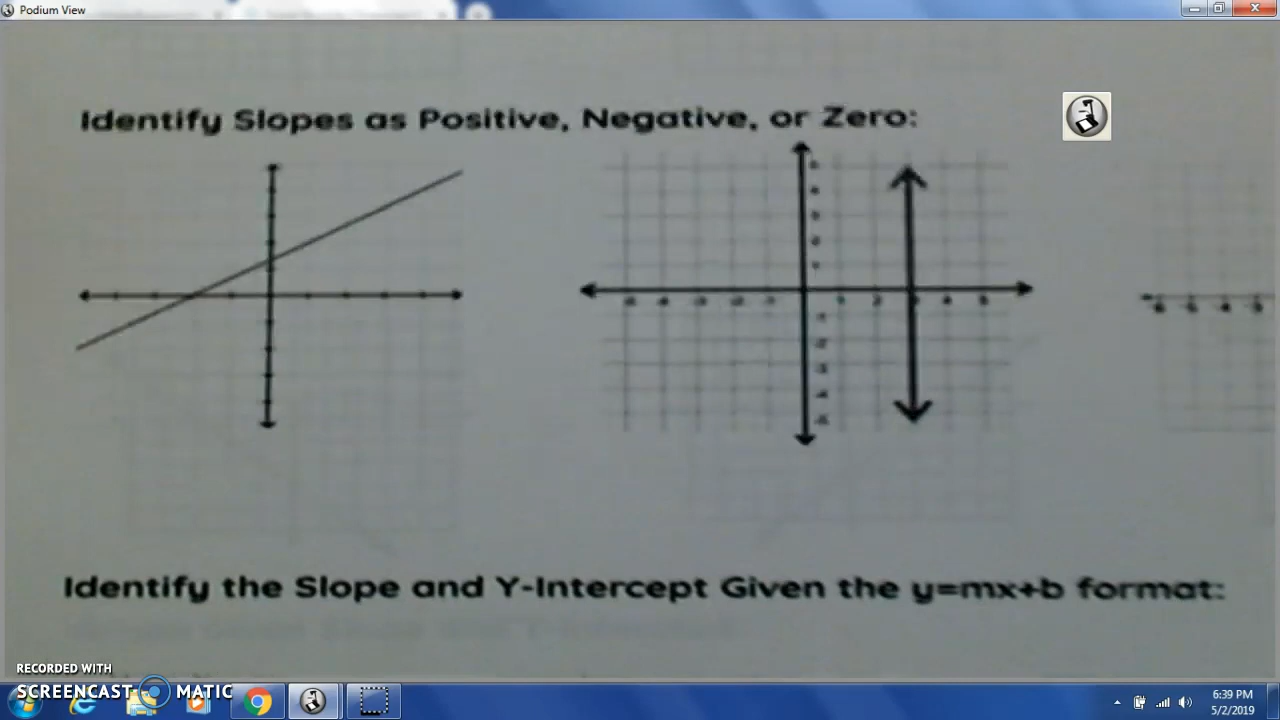 Podium View
Identify Slopes as Positive, Negative, or Zero:
Identify the Slope and Y-Intercept Given the y=mx+b format:
RECORDED WITH
SCREENCAST MATIC
6:39 PM
5/2/2019